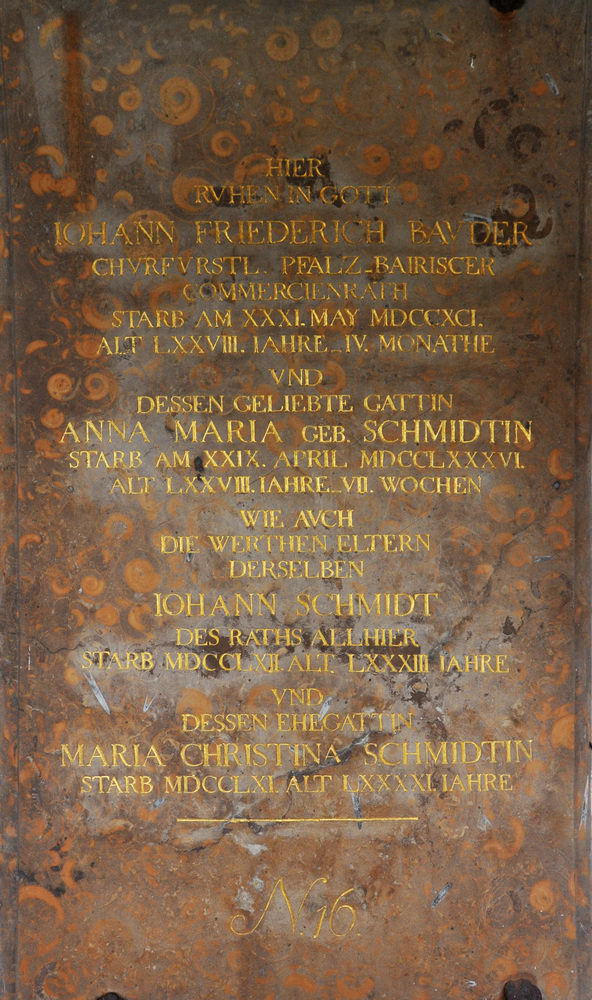 HIER
RVHEN IN GOTT
IOHANN FRIEDERICH BAVDER
CHVRFVRSTL. PFALZ-BAIRISCER
COMMERCIENRATH
STARB AM XXXI. MAY MDCCXCI.
ALT LXXVIII. IAHRE IV. MONATHE
VND
DESSEN GELIEBTE GATTIN
ANNA MARIA GEB. SCHMIDTIN
STARB AM XXIX. APRIL MDCCLXXXVI.
ALT LXXVIII. IAHRE VII. WOCHEN
WIE AVCH
DIE WERTHEN ELTERN
DERSELBEN
IOHANN SCHMIDT
DES RATHS ALLHIER
STARB MDCCLXII. ALT LXXXIII IAHRE
VND
DESSEN EHEGATTIN
MARIA CHRISTINA SCHMIDTIN
STARB MDCCLXI. ALT LXXXXI. IAHRE
N. 16